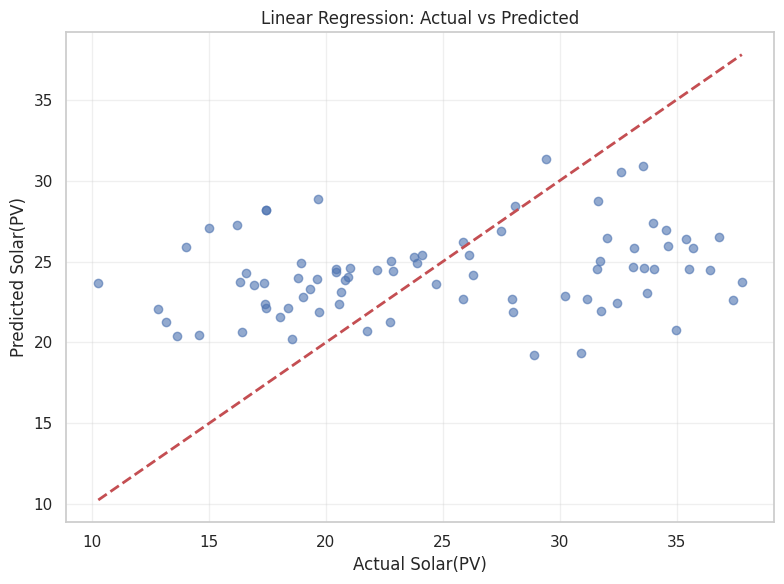 Linear Regression: Actual vs Predicted
Predicted Solar(PV)
35
30
25
20
15
10
10 15 20 25 30 35
Actual Solar(PV)